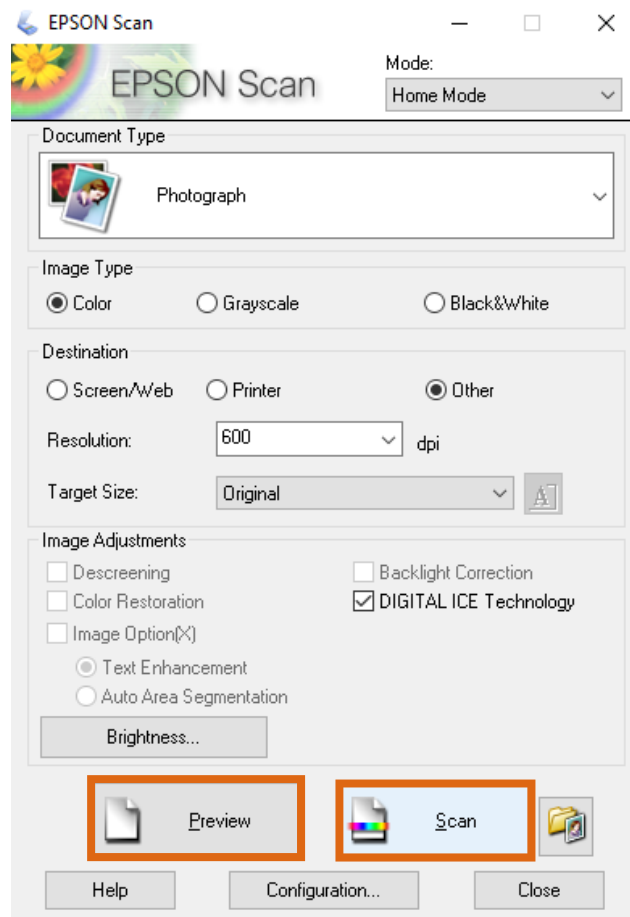 EPSON Scan
EPSON Scan
Mode:
Home Mode
Document Type
Photograph
Image Type
Color Grayscale Black&White
Destination
Screen/Web Printer Other
Resolution: 600 dpi
Target Size: Original
A
Image Adjustments
Descreening Backlight Correction
Color Restoration DIGITAL ICE Technology
Image Option(X)
Text Enhancement
Auto Area Segmentation
Brightness...
Preview Scan
Help Configuration... Close